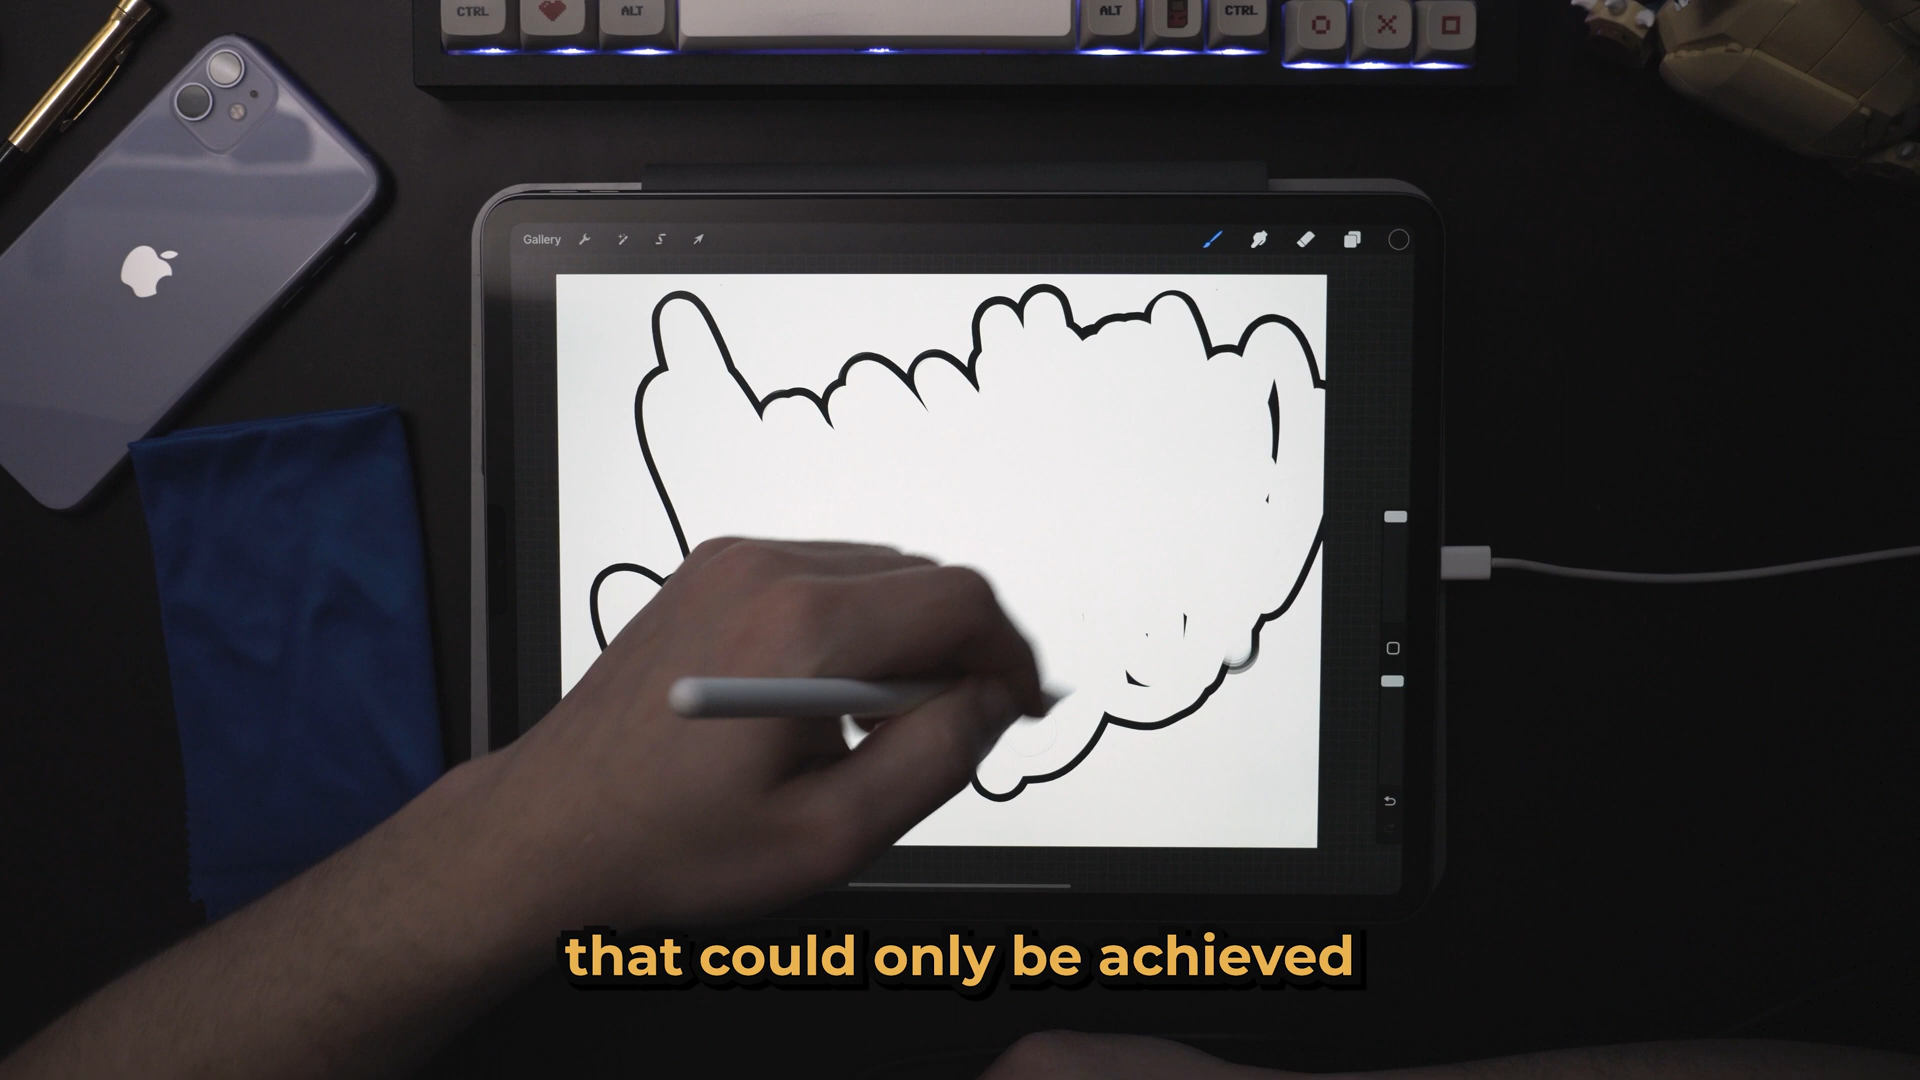 CTRL
ALT
ALT
CTRL
Gallery
that could only be achieved